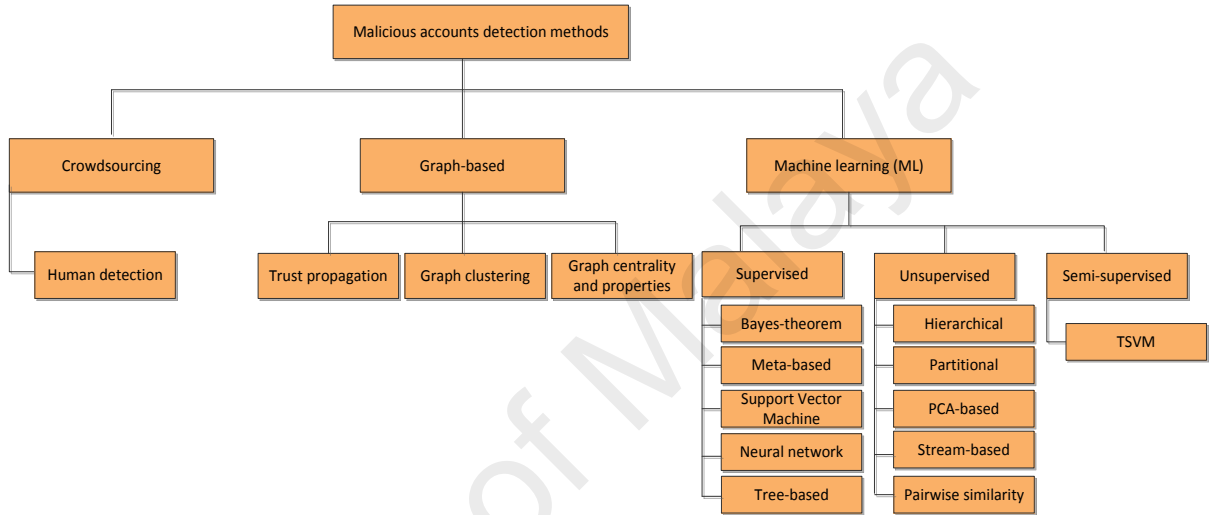 Malicious accounts detection methods
Crowdsourcing
Graph-based
Machine learning (ML)
Human detection
Trust propagation
Graph clustering
Graph centrality
and properties
Supervised
Unsupervised
Semi-supervised
Bayes-theorem
Meta-based
Support Vector
Machine
Neural network
Tree-based
Hierarchical
Partitional
PCA-based
Stream-based
Pairwise similarity
TSVM
of Malaya